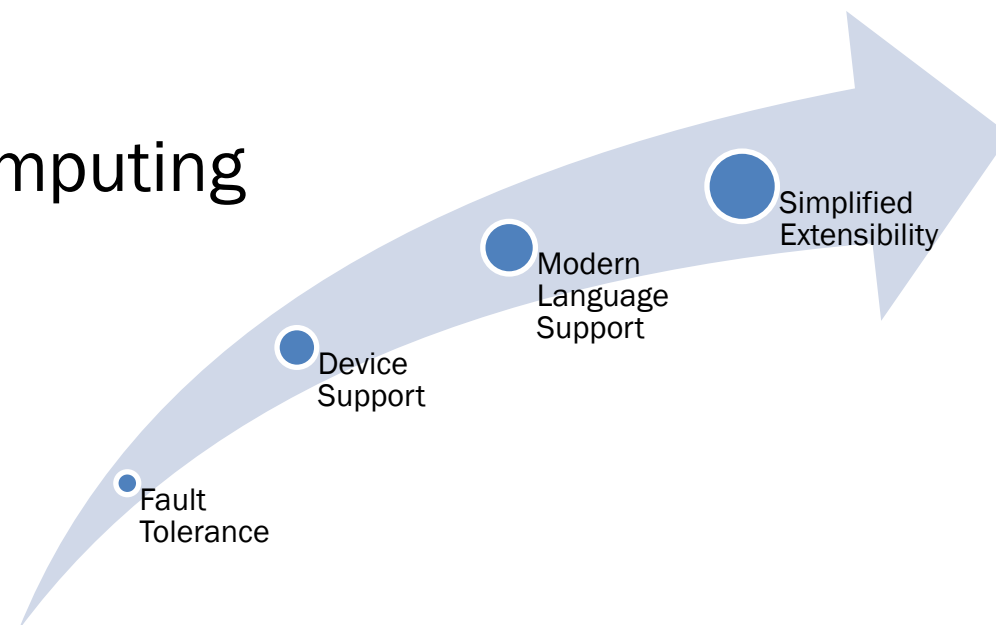 mputing
Simplified
Extensibility
Modern
Language
Support
Device
Support
Fault
Tolerance